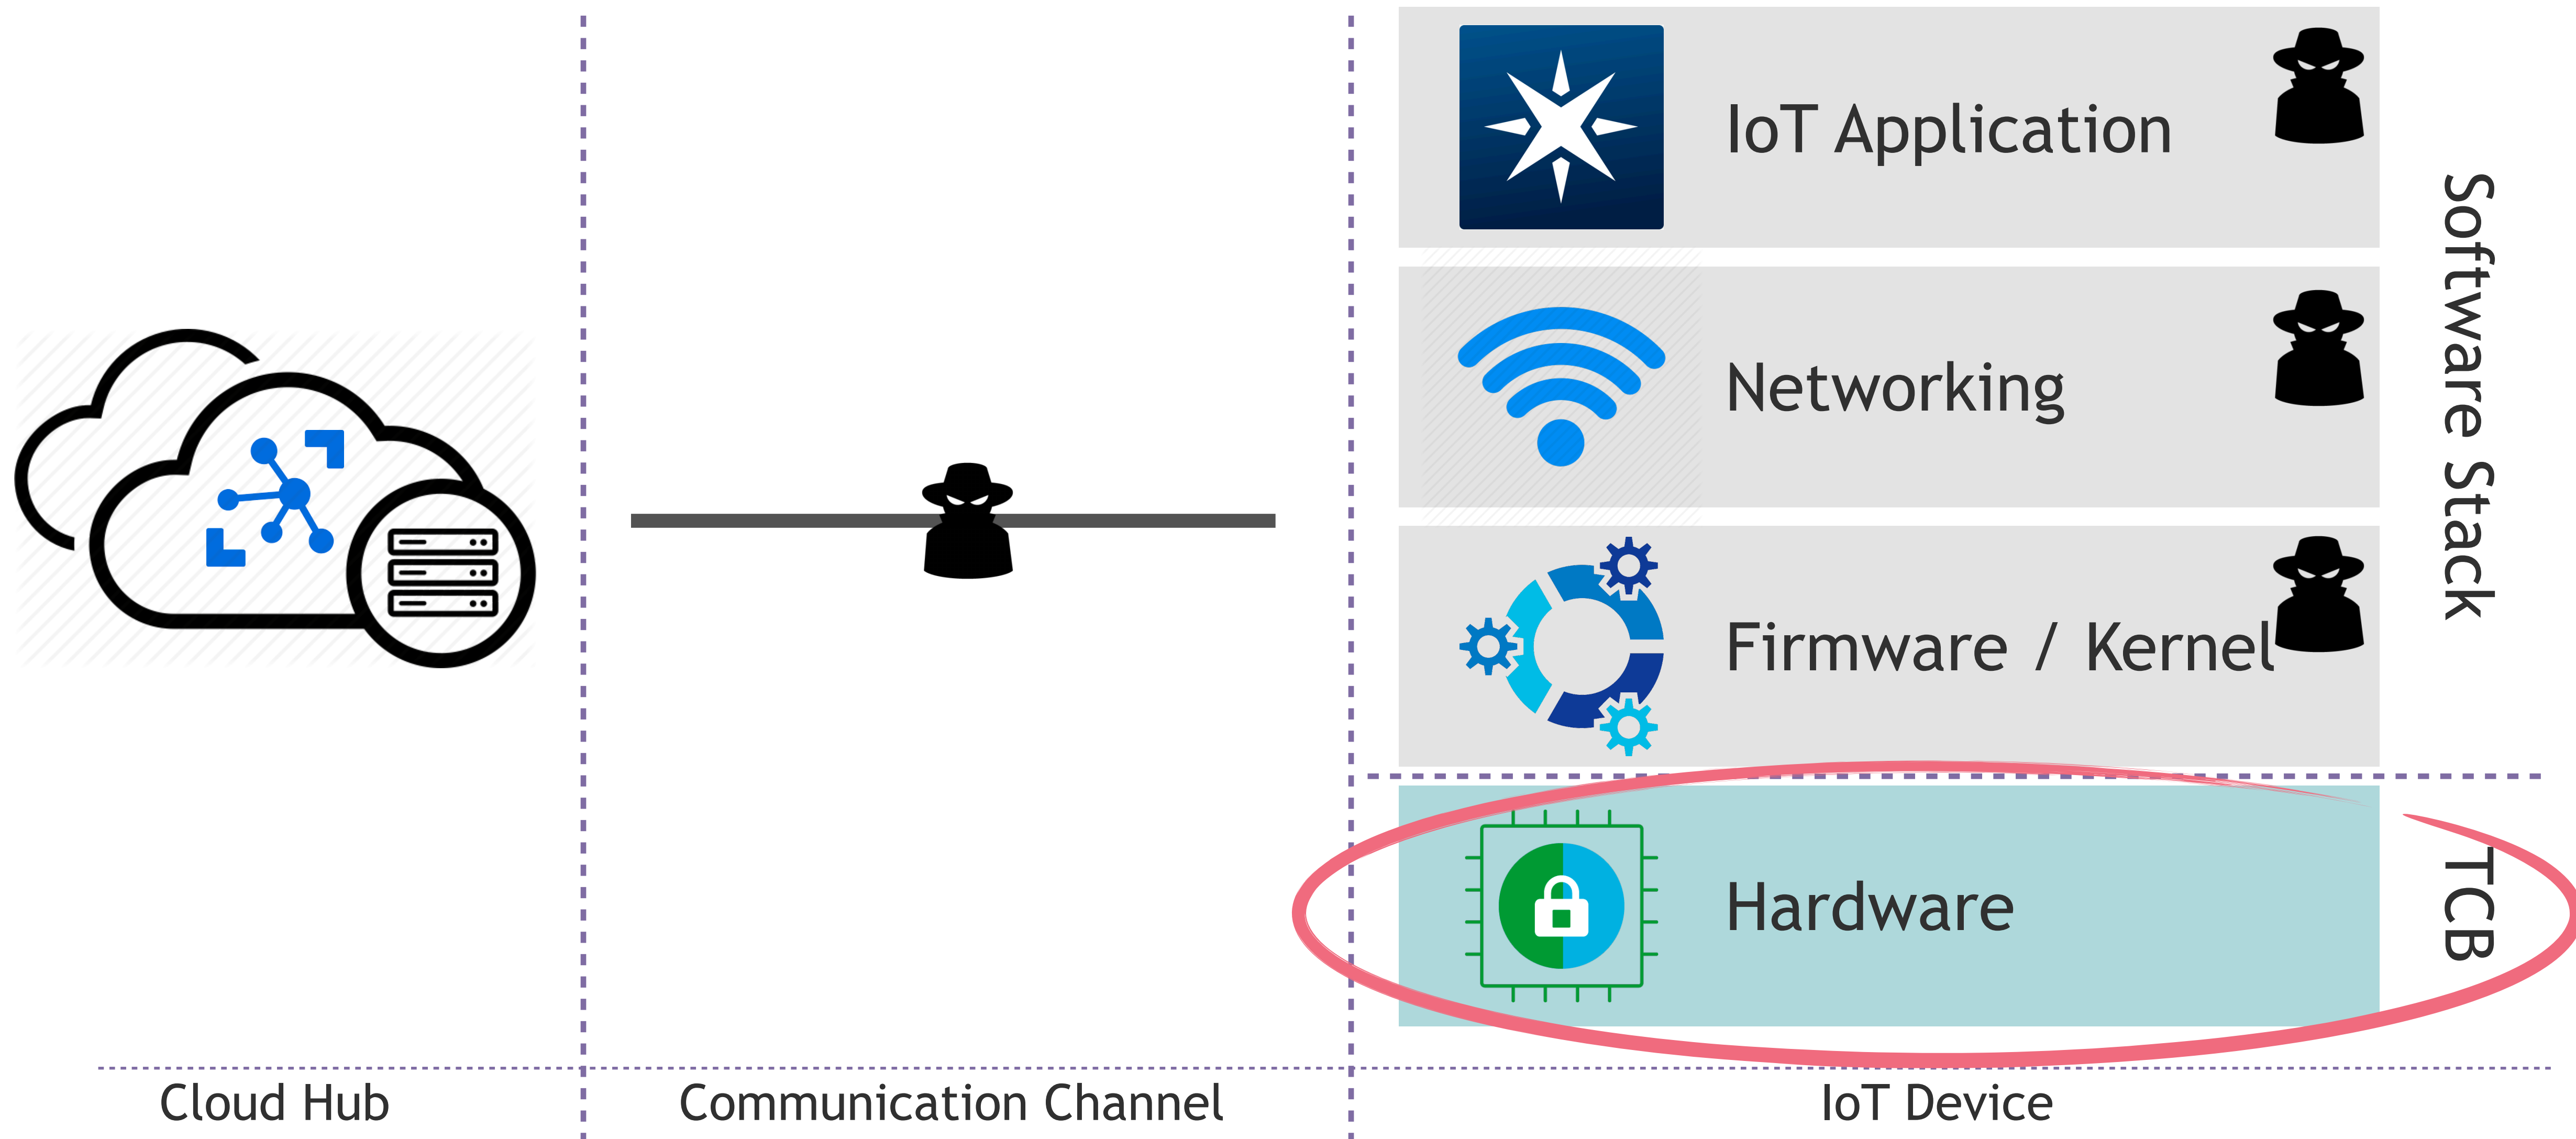 IoT Application
Networking
Firmware / Kernel
Software Stack
Hardware
TCB
Cloud Hub
Communication Channel
IoT Device